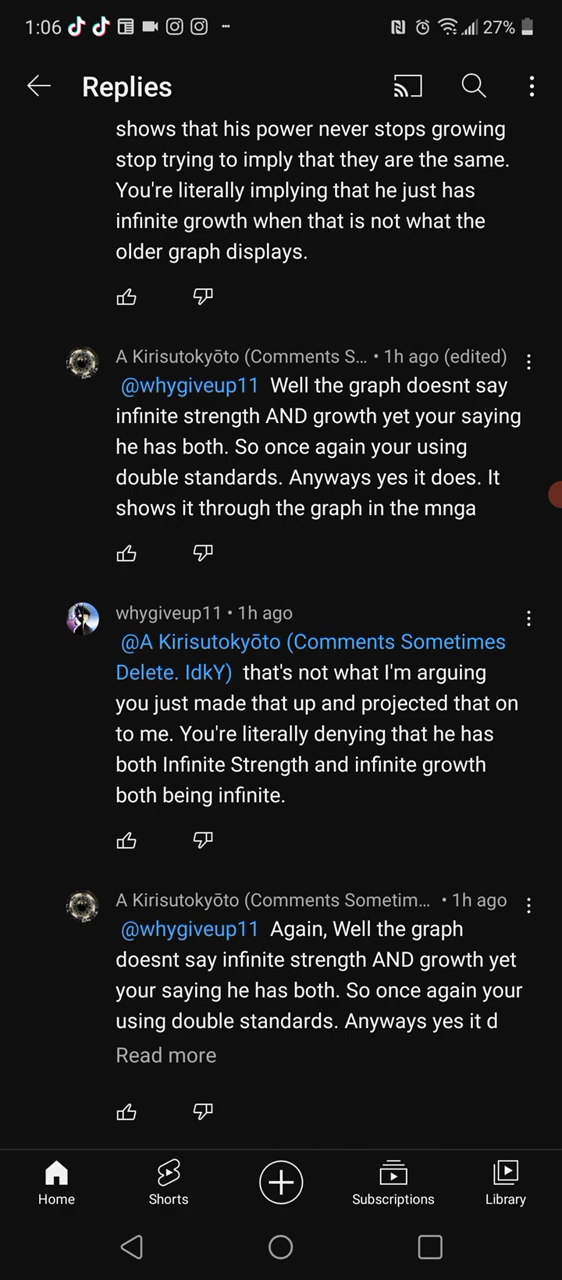 1:06 27%
Replies
shows that his power never stops growing
stop trying to imply that they are the same.
You're literally implying that he just has
infinite growth when that is not what the
older graph displays.
A Kirisutokyōto (Comments S... • 1h ago (edited)
@whygiveup11 Well the graph doesnt say
infinite strength AND growth yet your saying
he has both. So once again your using
double standards. Anyways yes it does. It
shows it through the graph in the mnga
whygiveup11 • 1h ago
@A Kirisutokyōto (Comments Sometimes
Delete. IdkY) that's not what I'm arguing
you just made that up and projected that on
to me. You're literally denying that he has
both Infinite Strength and infinite growth
both being infinite.
A Kirisutokyōto (Comments Sometim... • 1h ago
@whygiveup11 Again, Well the graph
doesnt say infinite strength AND growth yet
your saying he has both. So once again your
using double standards. Anyways yes it d
Read more
Home Shorts Subscriptions Library